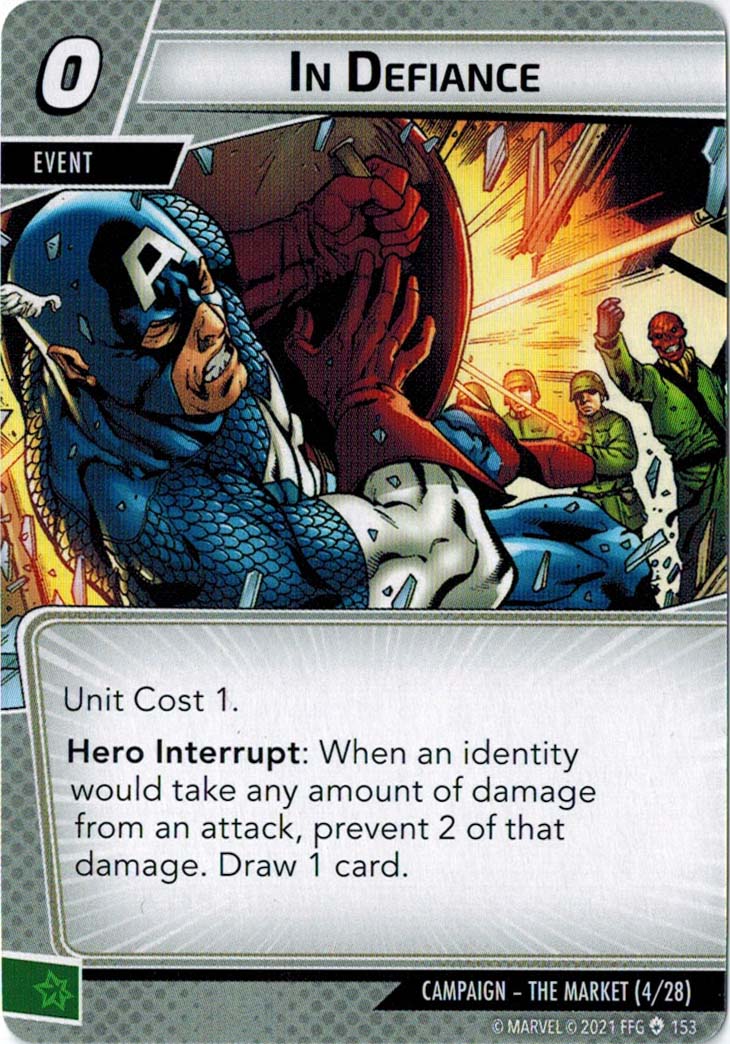 0
IN DEFIANCE
EVENT
A
Unit Cost 1.
Hero Interrupt: When an identity
would take any amount of damage
from an attack, prevent 2 of that
damage. Draw 1 card.
CAMPAIGN – THE MARKET (4/28)
© MARVEL © 2021 FFG 153